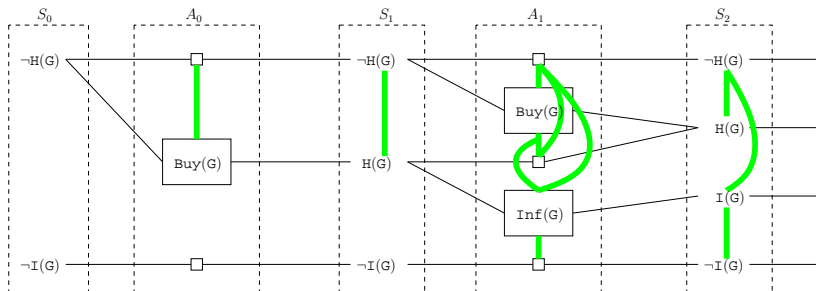 S₀ A₀ S₁ A₁ S₂
¬H(G) ¬H(G) ¬H(G)
Buy(G)
H(G)
Buy(G) H(G)
I(G)
Inf(G)
¬I(G) ¬I(G) ¬I(G)